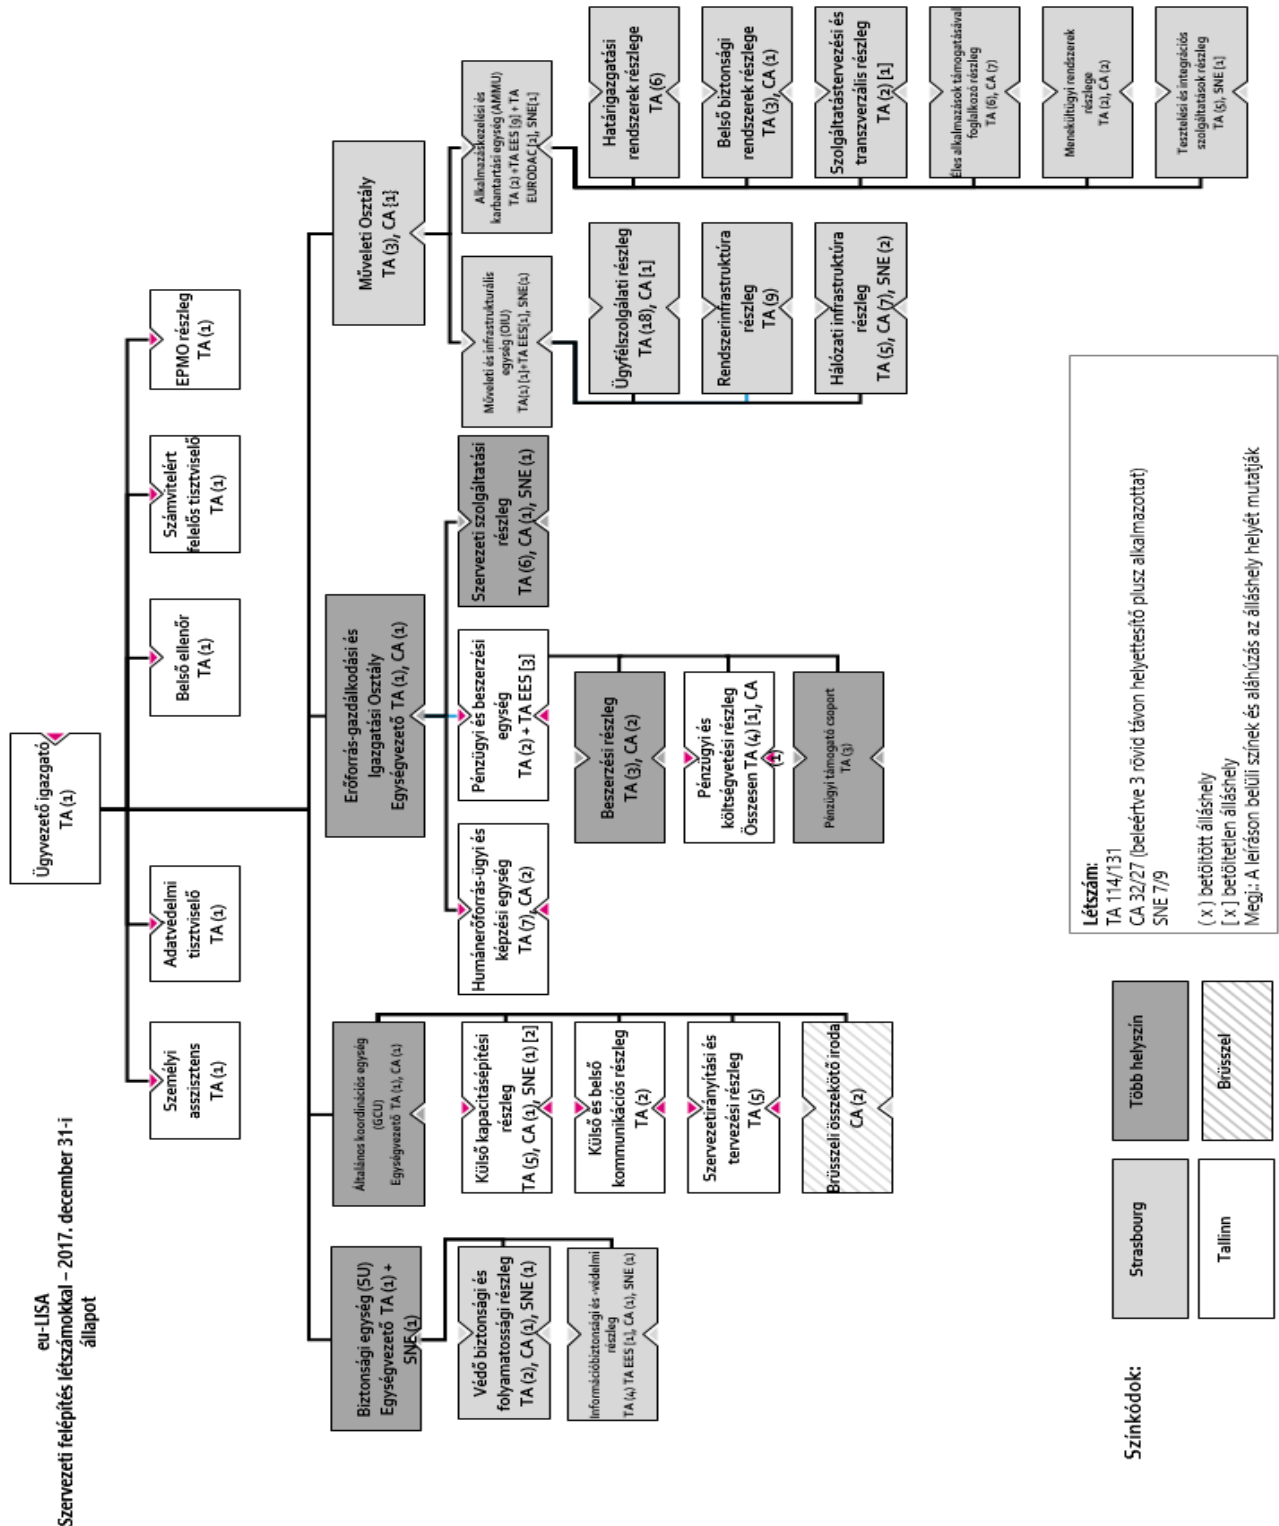 eu-LISA
Szervezeti felépítés létszámokkal – 2017. december 31-i
állapot
Ügyvezető igazgató
TA (1)
Személyi
asszisztens
TA (1)
Adatvédelmi
tisztviselő
TA (1)
Belső ellenőr
TA (1)
Számvitelért
felelős tisztviselő
TA (1)
EPMO részleg
TA (1)
Biztonsági egység (SU)
Egységvezető TA (1) +
SNE (1)
Védő biztonsági és
folyamatossági részleg
TA (2), CA (1), SNE (1)
Információbiztonsági és -védelmi
részleg
TA (4) TA EES [1], CA (1), SNE (1)
Általános koordinációs egység
(GCU)
Egységvezető TA (1), CA (1)
Külső kapacitásépítési
részleg
TA (5), CA (1), SNE (1) [2]
Külső és belső
kommunikációs részleg
TA (2)
Szervezetirányítási és
tervezési részleg
TA (5)
Brüsszeli összekötő iroda
CA (2)
Erőforrás-gazdálkodási és
Igazgatási Osztály
Egységvezető TA (1), CA (1)
Humánerőforrás-ügyi és
képzési egység
TA (7), CA (2)
Pénzügyi és beszerzési
egység
TA (2) + TA EES [3]
Szervezeti szolgáltatási
részleg
TA (6), CA (1), SNE (1)
Beszerzési részleg
TA (3), CA (2)
Pénzügyi és
költségvetési részleg
Összesen TA (4) [1], CA
(1)
Pénzügyi támogató csoport
TA (3)
Műveleti Osztály
TA (3), CA [1]
Műveleti és infrastrukturális
egység (OIU)
TA(1) [1]+TA EES[1], SNE(1)
Ügyfélszolgálati részleg
TA (18), CA [1]
Rendszerinfrastruktúra
részleg
TA (9)
Hálózati infrastruktúra
részleg
TA (5), CA (7), SNE (2)
Alkalmazáskezelési és
karbantartási egység (AMMU)
TA (2) +TA EES [9] + TA
EURODAC [2], SNE[1]
Határigazgatási
rendszerek részlege
TA (6)
Belső biztonsági
rendszerek részlege
TA (3), CA (1)
Szolgáltatástervezési és
transzverzális részleg
TA (2) [1]
Éles alkalmazások támogatásával
foglalkozó részleg
TA (6), CA (7)
Menekültügyi rendszerek
részlege
TA (2), CA (2)
Tesztelési és integrációs
szolgáltatások részleg
TA (5), SNE [1]
Színkódok:
Strasbourg
Több helyszín
Tallinn
Brüsszel
Létszám:
TA 114/131
CA 32/27 (beleértve 3 rövid távon helyettesítő plusz alkalmazottat)
SNE 7/9
( x ) betöltött álláshely
[ x ] betöltetlen álláshely
Megj.: A leíráson belüli színek és aláhúzás az álláshely helyét mutatják